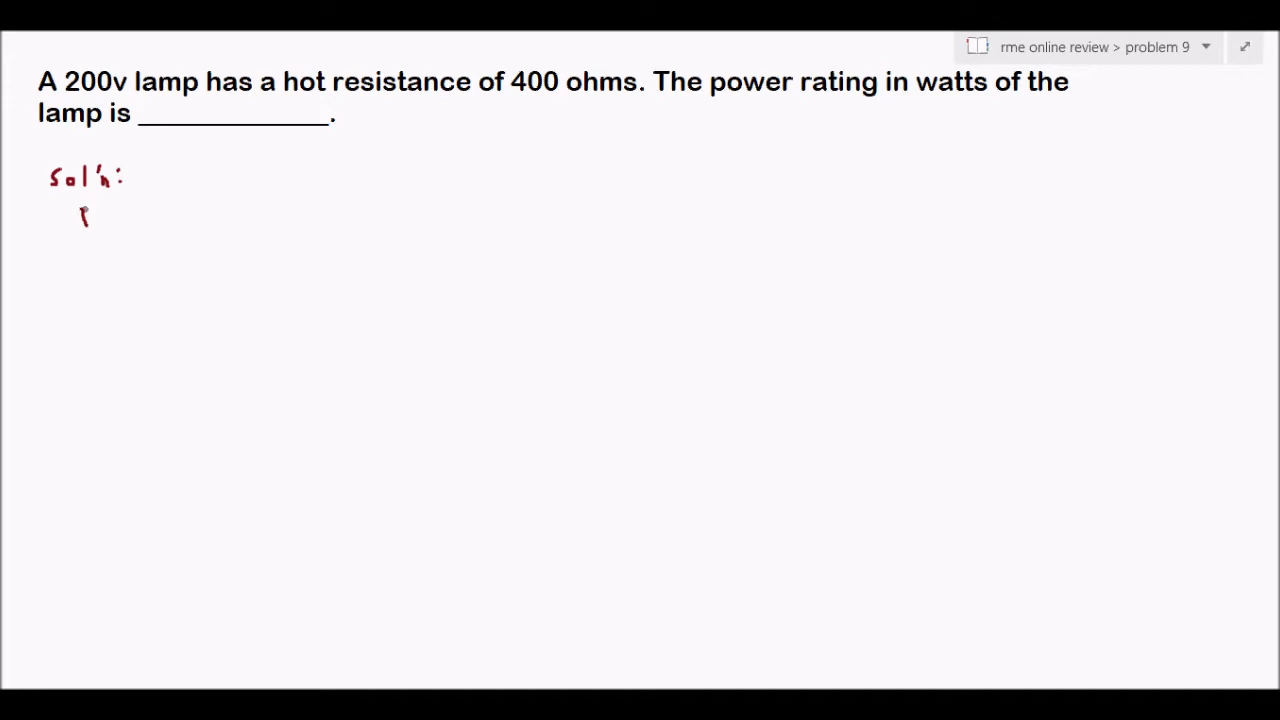 rme online review > problem 9
A 200v lamp has a hot resistance of 400 ohms. The power rating in watts of the
lamp is _____________.
Sol'n: